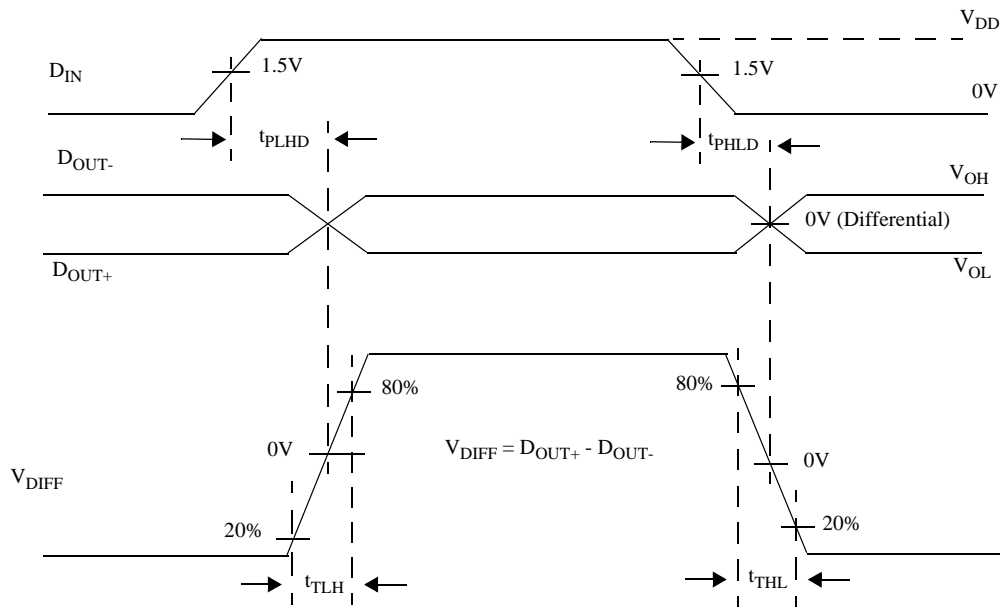 V_DD
D_IN
1.5V
1.5V
0V
t_PLHD
t_PHLD
D_OUT-
V_OH
0V (Differential)
D_OUT+
V_OL
80%
80%
0V
V_DIFF = D_OUT+ - D_OUT-
0V
V_DIFF
20%
20%
t_TLH
t_THL